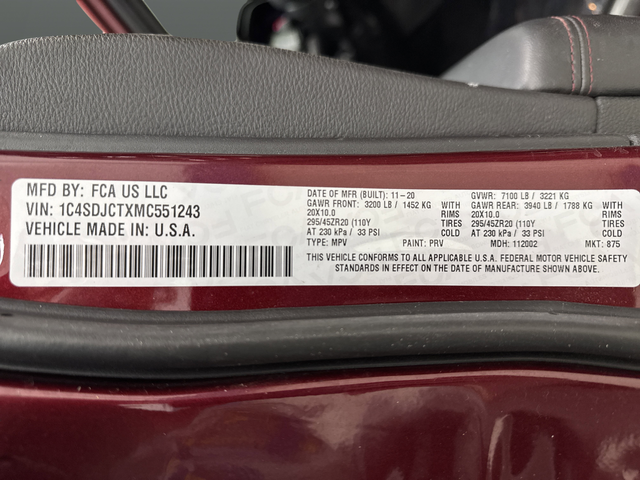 MFD BY: FCA US LLC
VIN: 1C4SDJCTXMC551243
VEHICLE MADE IN: U.S.A.
DATE OF MFR (BUILT): 11-20
GVWR: 7100 LB / 3221 KG
GAWR FRONT: 3200 LB / 1452 KG WITH
GAWR REAR: 3940 LB / 1788 KG WITH
20X10.0 RIMS
20X10.0 RIMS
295/45ZR20 (110Y TIRES
295/45ZR20 (110Y TIRES
AT 230 kPa / 33 PSI COLD
AT 230 kPa / 33 PSI COLD
TYPE: MPV PAINT: PRV MDH: 112002 MKT: 875
THIS VEHICLE CONFORMS TO ALL APPLICABLE U.S.A. FEDERAL MOTOR VEHICLE SAFETY
STANDARDS IN EFFECT ON THE DATE OF MANUFACTURE SHOWN ABOVE.